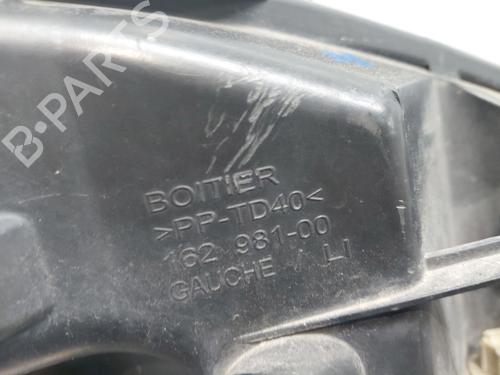 B-PARTS
BOITIER
>PP-TD40<
162 981-00
GAUCHE / LI